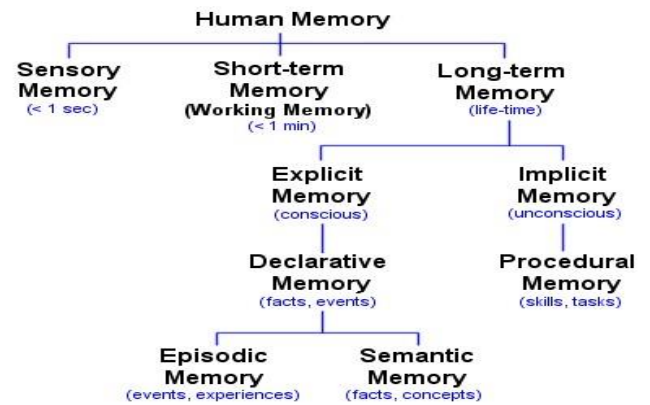 Human Memory
Sensory
Memory
(< 1 sec)
Short-term
Memory
(Working Memory)
(< 1 min)
Long-term
Memory
(life-time)
Explicit
Memory
(conscious)
Implicit
Memory
(unconscious)
Declarative
Memory
(facts, events)
Procedural
Memory
(skills, tasks)
Episodic
Memory
(events, experiences)
Semantic
Memory
(facts, concepts)